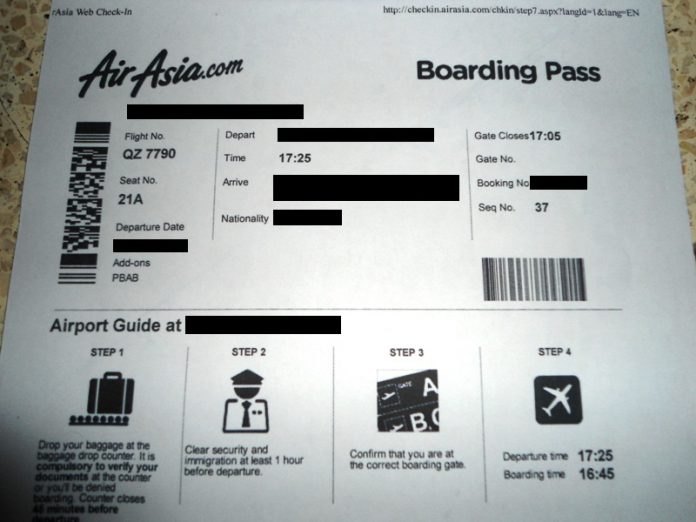 rAsia Web Check-In
http://checkin.airasia.com/chkin/step7.aspx?langId=1&lang=EN
AirAsia.com
Boarding Pass
Flight No.
QZ 7790
Seat No.
21A
Departure Date
Add-ons
PBAB
Depart
Time 17:25
Arrive
Nationality
Gate Closes 17:05
Gate No.
Booking No
Seq No. 37
Airport Guide at
STEP 1
Drop your baggage at the
baggage drop counter. It is
compulsory to verify your
documents at the counter
or you'll be denied
boarding. Counter closes
45 minutes before
departure.
STEP 2
Clear security and
immigration at least 1 hour
before departure.
STEP 3
GATE A
B.C
Confirm that you are at
the correct boarding gate.
STEP 4
Departure time 17:25
Boarding time 16:45